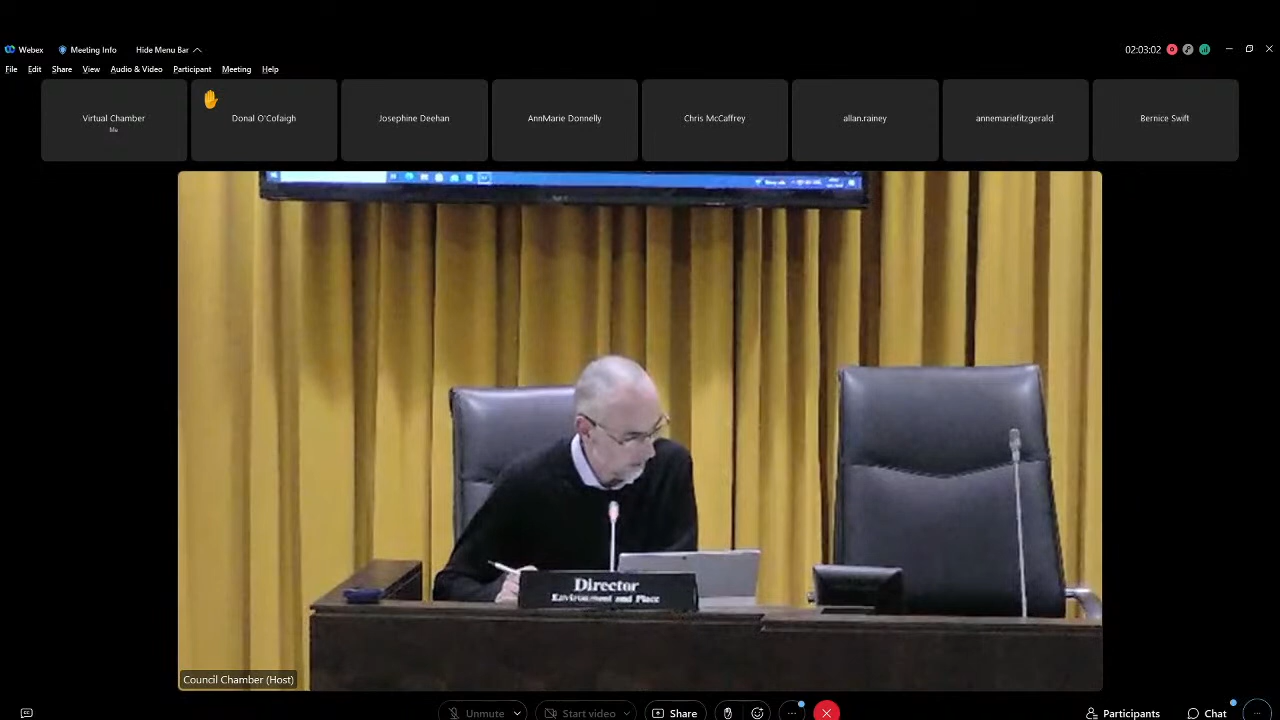 Webex
Meeting Info
Hide Menu Bar
02:03:02
File
Edit
Share
View
Audio & Video
Participant
Meeting
Help
Virtual Chamber
Me
Donal O'Cofaigh
Josephine Deehan
AnnMarie Donnelly
Chris McCaffrey
allan.rainey
annemariefitzgerald
Bernice Swift
Director
Environment and Place
Council Chamber (Host)
Unmute
Start video
Share
Participants
Chat